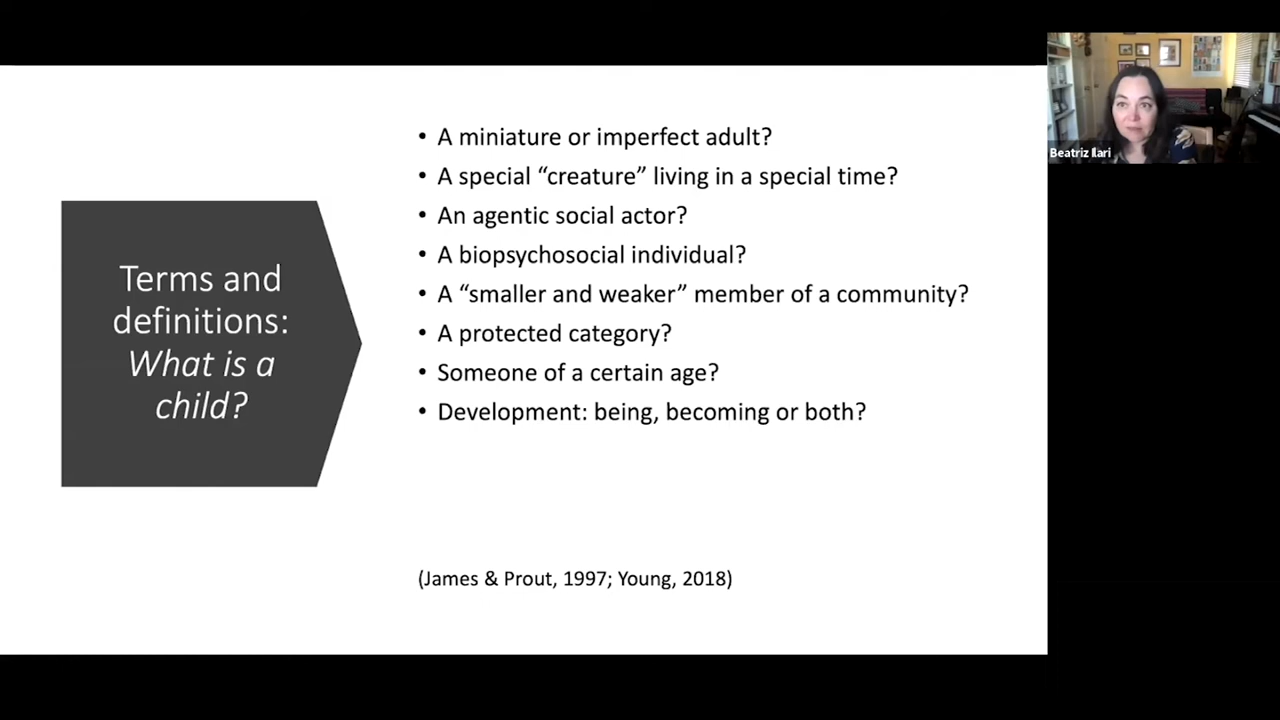 Terms and
definitions:
What is a
child?
• A miniature or imperfect adult?
• A special “creature” living in a special time?
• An agentic social actor?
• A biopsychosocial individual?
• A “smaller and weaker” member of a community?
• A protected category?
• Someone of a certain age?
• Development: being, becoming or both?
(James & Prout, 1997; Young, 2018)
Beatriz Ilari